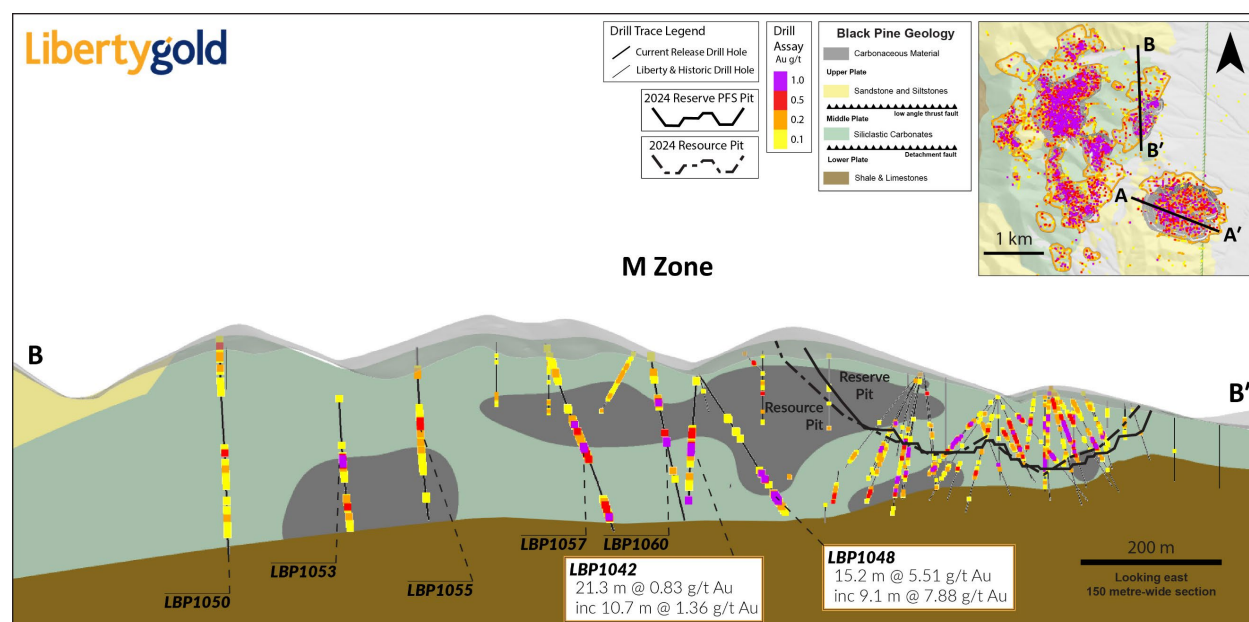 Libertygold
Drill Trace Legend
Current Release Drill Hole
Liberty & Historic Drill Hole
2024 Reserve PFS Pit
2024 Resource Pit
Drill
Assay
Au g/t
1.0
0.5
0.2
0.1
Black Pine Geology
Carbonaceous Material
Upper Plate
Sandstone and Siltstones
low angle thrust fault
Middle Plate
Siliclastic Carbonates
Detachment fault
Lower Plate
Shale & Limestones
B
B'
A
A'
1 km
M Zone
B
B'
Reserve
Pit
Resource
Pit
LBP1050
LBP1053
LBP1055
LBP1057
LBP1060
LBP1042
21.3 m @ 0.83 g/t Au
inc 10.7 m @ 1.36 g/t Au
LBP1048
15.2 m @ 5.51 g/t Au
inc 9.1 m @ 7.88 g/t Au
200 m
Looking east
150 metre-wide section